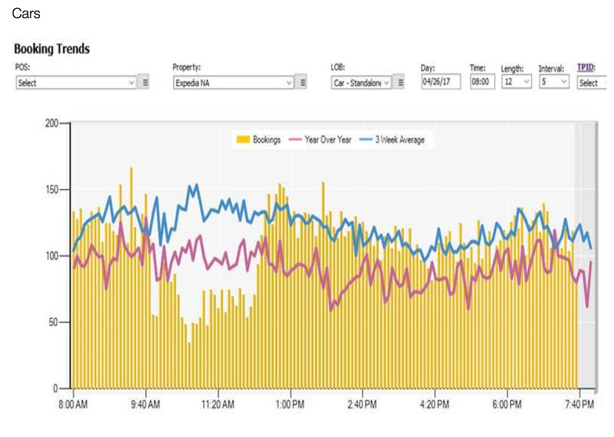 Cars
Booking Trends
POS: Property: LOB: Day: Time: Length: Interval: TPID:
Select Expedia NA Car - Standalone 04/26/17 08:00 12 5 Select
Bookings Year Over Year 3 Week Average
200
150
100
50
0
8:00 AM 9:40 AM 11:20 AM 1:00 PM 2:40 PM 4:20 PM 6:00 PM 7:40 PM